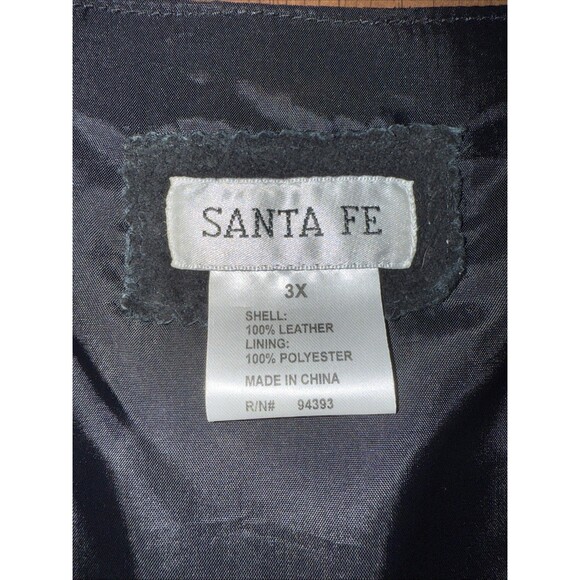 SANTA FE
3X
SHELL:
100% LEATHER
LINING:
100% POLYESTER
MADE IN CHINA
R/N# 94393